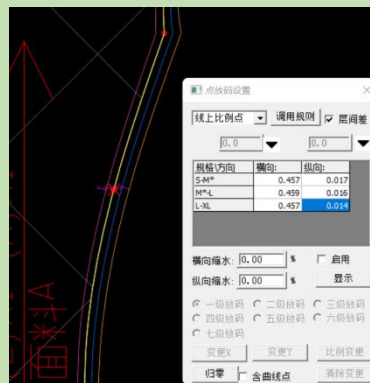 点放码设置
线上比例点 调用规则 层间差
0.0 0.0
规格\方向 横向: 纵向:
S-M* 0.457 0.017
M*-L 0.459 0.016
L-XL 0.457 0.014
横向缩水: 0.00 % 启用
纵向缩水: 0.00 % 显示
一级放码 二级放码 三级放码
四级放码 五级放码 六级放码
七级放码
变更X 变更Y 比例变更
归零 含曲线点 清除变更